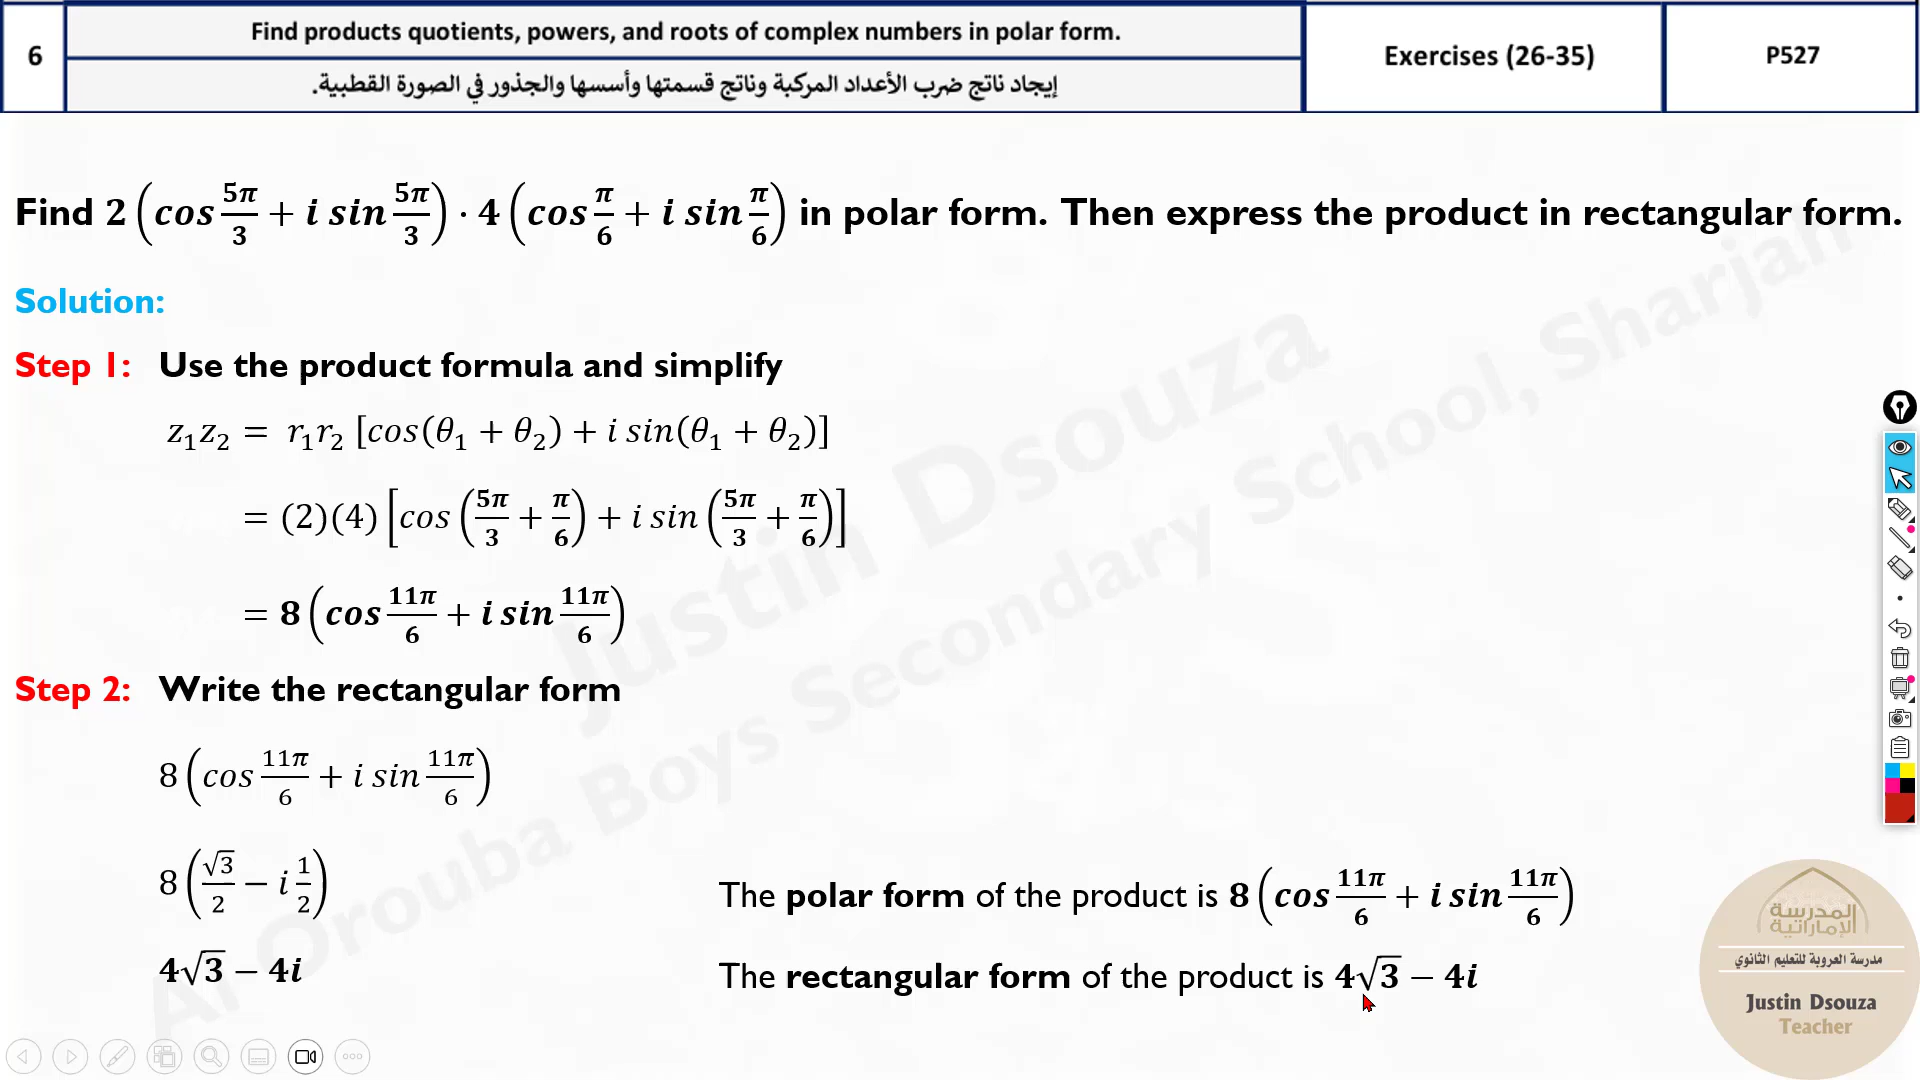 6
Find products quotients, powers, and roots of complex numbers in polar form.
إيجاد ناتج ضرب الأعداد المركبة وناتج قسمتها وأسسها والجذور في الصورة القطبية.
Exercises (26-35)
P527
Find 2 (cos 5π/3 + i sin 5π/3) · 4 (cos π/6 + i sin π/6) in polar form. Then express the product in rectangular form.
Solution:
Step 1: Use the product formula and simplify
z₁z₂ = r₁r₂ [cos(θ₁ + θ₂) + i sin(θ₁ + θ₂)]
= (2)(4) [cos (5π/3 + π/6) + i sin (5π/3 + π/6)]
= 8 (cos 11π/6 + i sin 11π/6)
Step 2: Write the rectangular form
8 (cos 11π/6 + i sin 11π/6)
8 (√3/2 − i 1/2)
4√3 − 4i
The polar form of the product is 8 (cos 11π/6 + i sin 11π/6)
The rectangular form of the product is 4√3 − 4i
Justin Dsouza
Al Orouba Boys Secondary School, Sharjah
المدرسة
الإماراتية
مدرسة العروبة للتعليم الثانوي
Justin Dsouza
Teacher